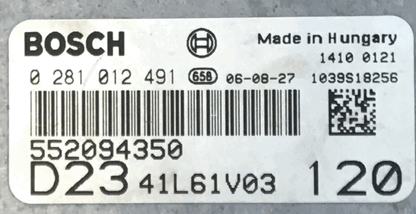 BOSCH Made in Hungary
1410 0121
0 281 012 491 658 06-08-27 1039S18256
552094350
D23 41L61V03 120